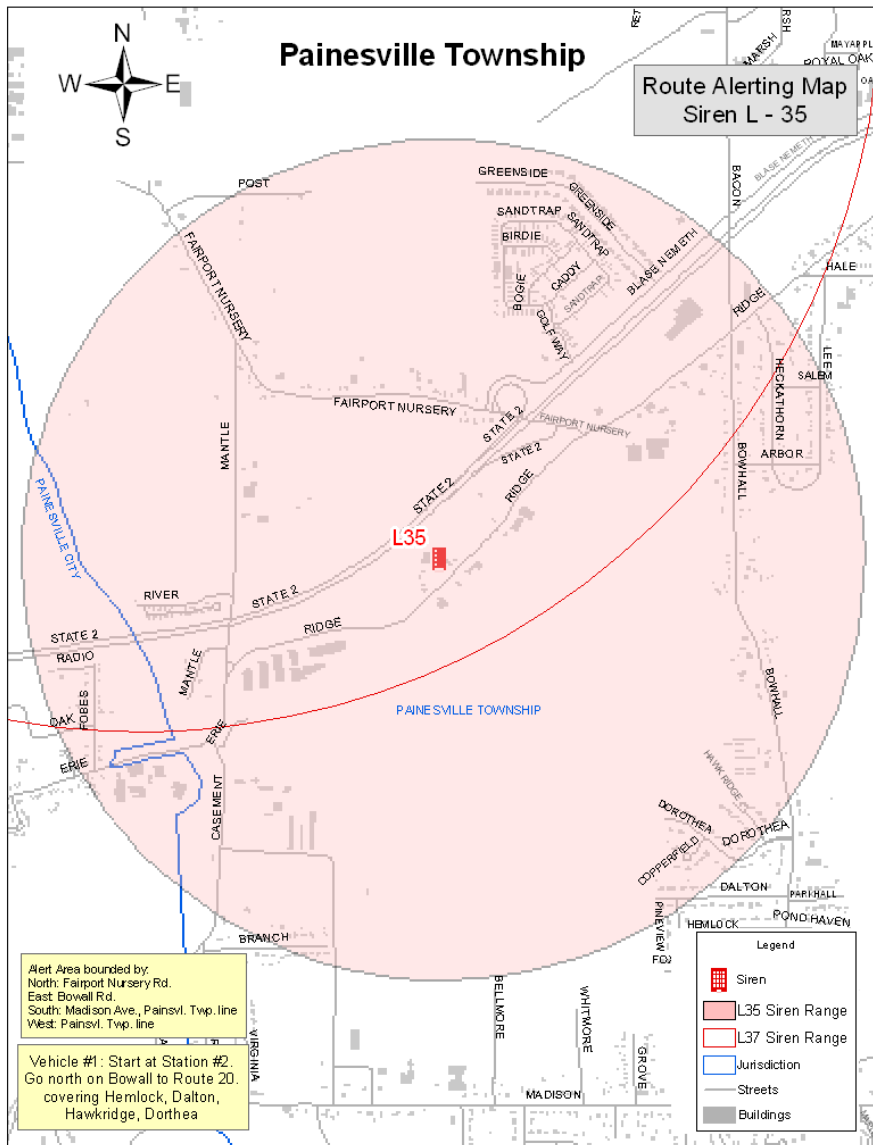 Painesville Township
Route Alerting Map
Siren L - 35
N
W
E
S
MARSH
MAYAPPL
ROYAL OAK
BACON
BLASE NEMETH
POST
GREENSIDE
GREENSIDE
SANDTRAP
SANDTRAP
BIRDIE
CADDY
SANDTRAP
BOGIE
GOLFWAY
BLASE NEMETH
FAIRPORT NURSERY
HALE
RIDGE
LEE
HECKATHORN
SALEM
FAIRPORT NURSERY
FAIRPORT NURSERY
STATE 2
STATE 2
STATE 2
RIDGE
MANTLE
BOWHALL
ARBOR
PAINESVILLE CITY
L35
RIVER
STATE 2
STATE 2
RIDGE
RADIO
MANTLE
FOBES
OAK
ERIE
ERIE
PAINESVILLE TOWNSHIP
BOWHALL
HAWK RIDGE CT
CASEMENT
DOROTHEA
DOROTHEA
COPPERFIELD
DALTON
PARKHALL
HEMLOCK
POND HAVEN
PINEVIEW
FOX
BRANCH
BELLMORE
WHITMORE
GROVE
VIRGINIA
MADISON
Alert Area bounded by:
North: Fairport Nursery Rd.
East: Bowall Rd.
South: Madison Ave., Painsvl. Twp. line
West: Painsvl. Twp. line
Vehicle #1: Start at Station #2.
Go north on Bowall to Route 20.
covering Hemlock, Dalton,
Hawkridge, Dorthea
Legend
Siren
L35 Siren Range
L37 Siren Range
Jurisdiction
Streets
Buildings